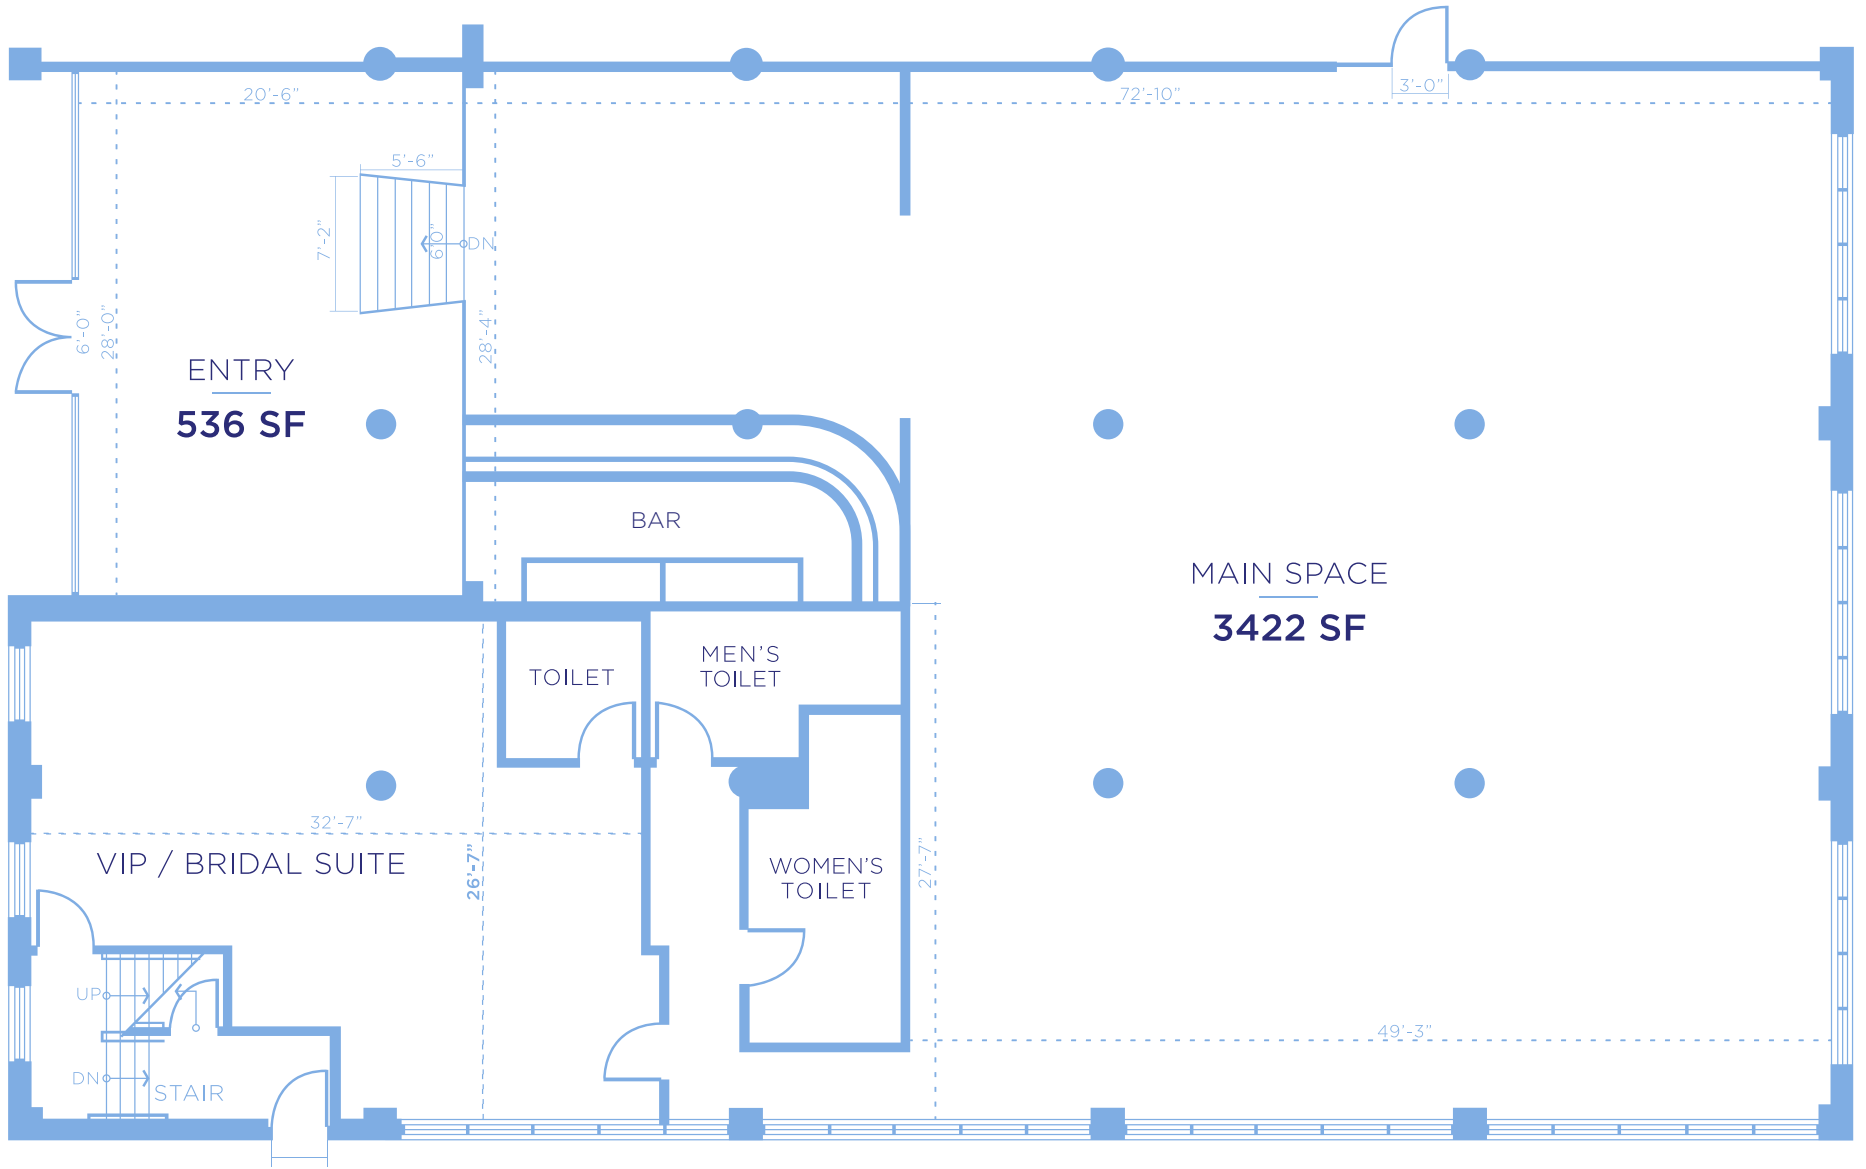 20'-6"
72'-10"
3'-0"
5'-6"
7'-2"
6'0"
DN
6'-0"
28'-0"
28'-4"
ENTRY
536 SF
BAR
MAIN SPACE
3422 SF
TOILET
MEN'S
TOILET
32'-7"
VIP / BRIDAL SUITE
26'-7"
WOMEN'S
TOILET
27'-7"
UP
49'-3"
DN
STAIR